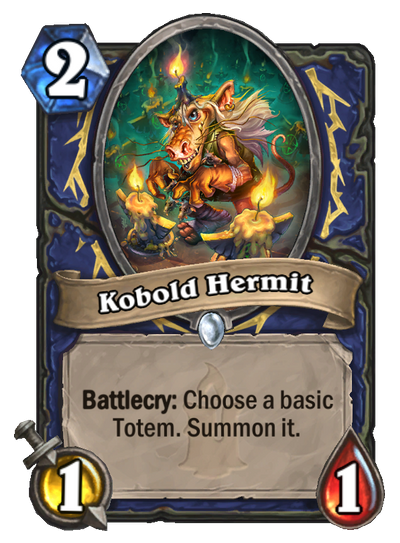 2
Kobold Hermit
Battlecry: Choose a basic
Totem. Summon it.
1
1